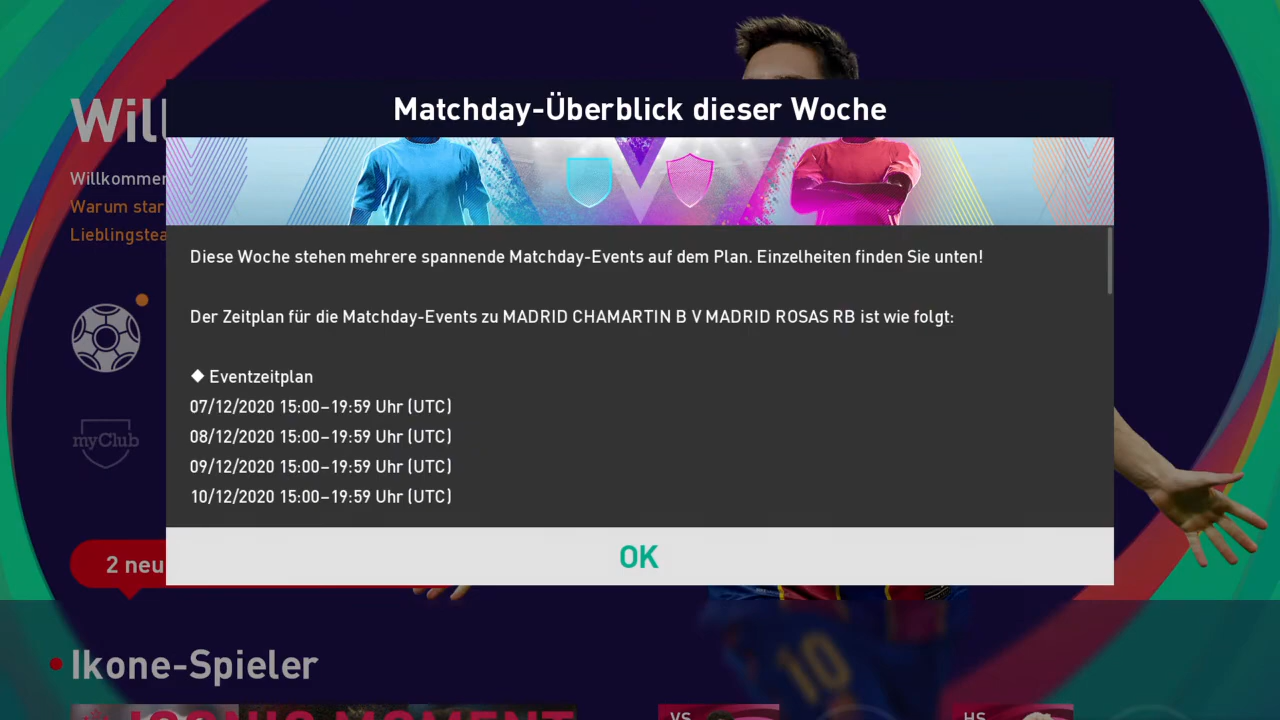 Matchday-Überblick dieser Woche
Diese Woche stehen mehrere spannende Matchday-Events auf dem Plan. Einzelheiten finden Sie unten!
Der Zeitplan für die Matchday-Events zu MADRID CHAMARTIN B V MADRID ROSAS RB ist wie folgt:
◆ Eventzeitplan
07/12/2020 15:00–19:59 Uhr (UTC)
08/12/2020 15:00–19:59 Uhr (UTC)
09/12/2020 15:00–19:59 Uhr (UTC)
10/12/2020 15:00–19:59 Uhr (UTC)
OK
Will
Willkommen
Warum star
Lieblingstea
myClub
2 neu
10
Ikone-Spieler
ICONIC MOMENT
VS
HS